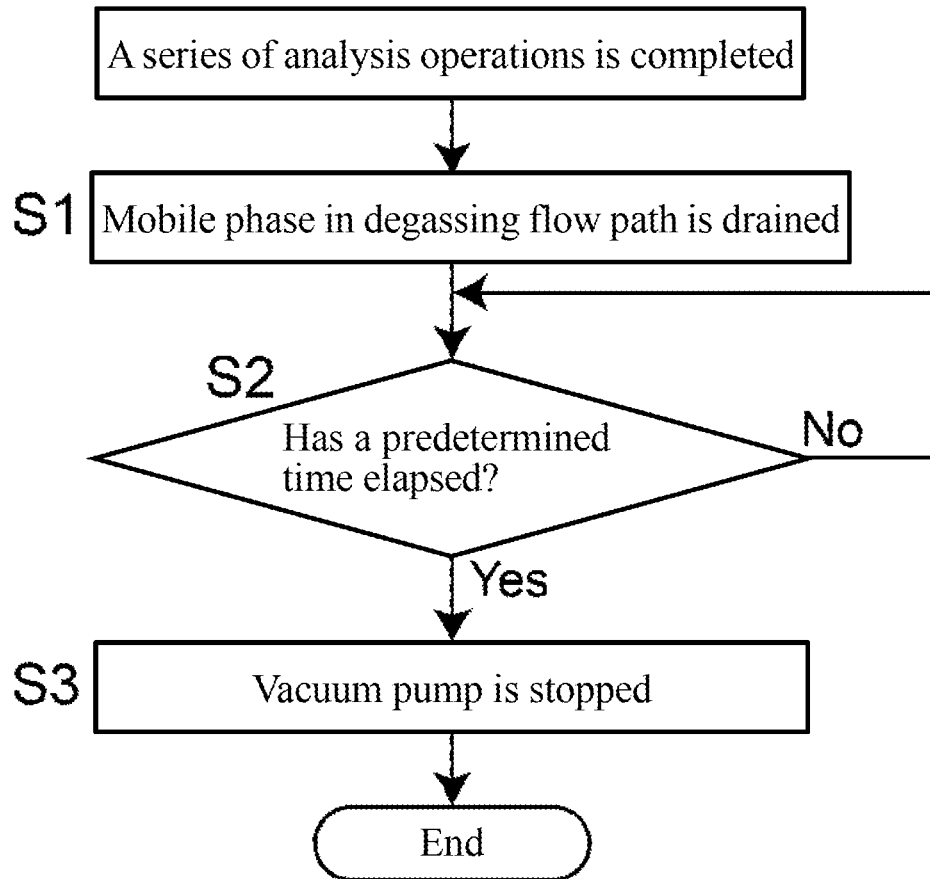 A series of analysis operations is completed
S1
Mobile phase in degassing flow path is drained
S2
Has a predetermined
time elapsed?
No
Yes
S3
Vacuum pump is stopped
End